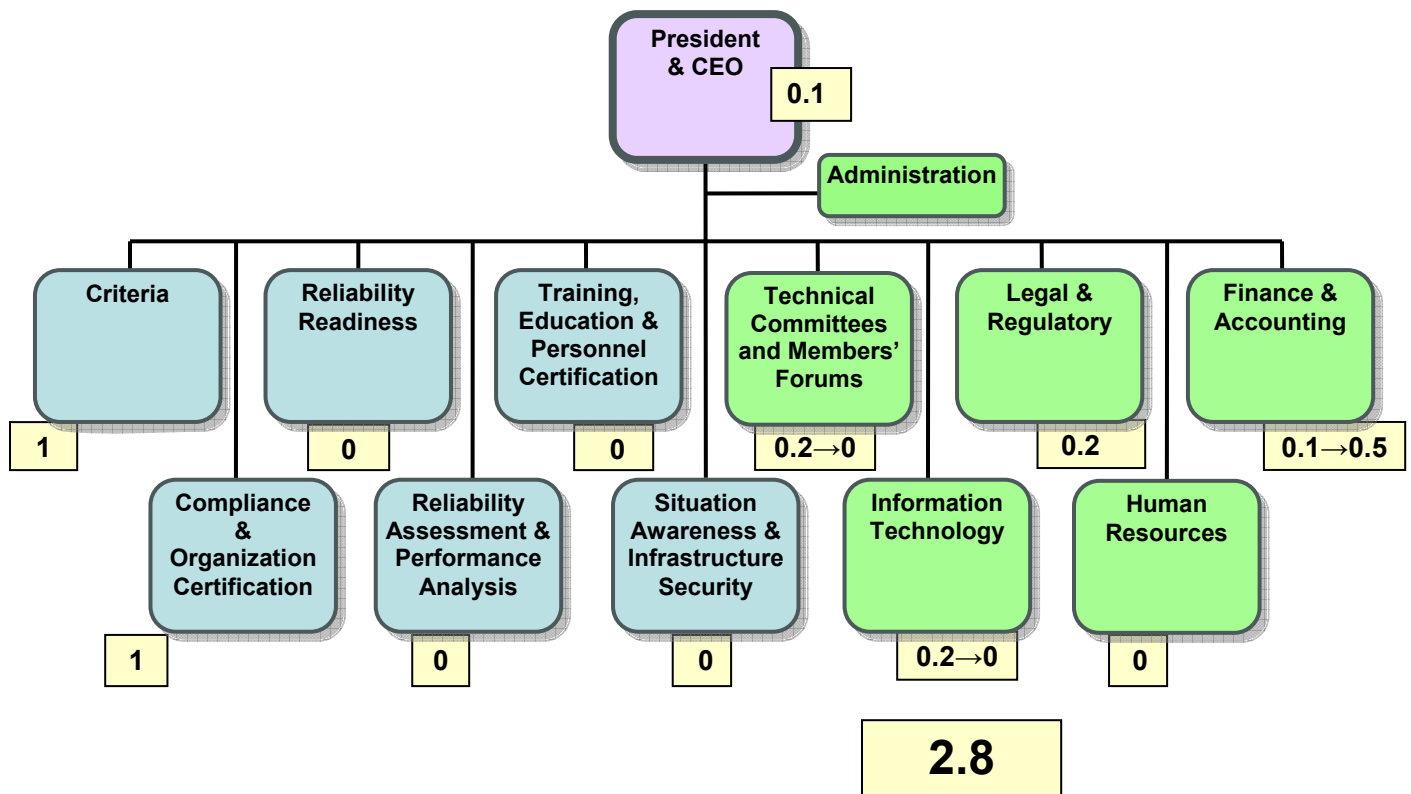 President
& CEO
0.1
Administration
Criteria
1
Reliability
Readiness
0
Training,
Education &
Personnel
Certification
0
Technical
Committees
and Members’
Forums
0.2→0
Legal &
Regulatory
0.2
Finance &
Accounting
0.1→0.5
Compliance
&
Organization
Certification
1
Reliability
Assessment &
Performance
Analysis
0
Situation
Awareness &
Infrastructure
Security
0
Information
Technology
0.2→0
Human
Resources
0
2.8